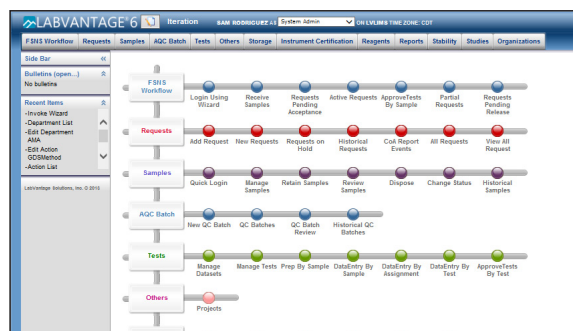 LABVANTAGE®6 Iteration SAM RODRIGUEZ AS System Admin ON LVLIMS TIME ZONE: CDT
FSNS Workflow Requests Samples AQC Batch Tests Others Storage Instrument Certification Reagents Reports Stability Studies Organizations
Side Bar
Bulletins (open...)
No bulletins
Recent Items
-Invoke Wizard
-Department List
-Edit Department
AMA
-Edit Action
GDSMethod
-Action List
LabVantage Solutions, Inc. © 2015
FSNS
Workflow
Login Using
Wizard
Receive
Samples
Requests
Pending
Acceptance
Active Requests
ApproveTests
By Sample
Partial
Requests
Requests
Pending
Release
Requests
Add Request
New Requests
Requests on
Hold
Historical
Requests
CoA Report
Events
All Requests
View All
Request
Samples
Quick Login
Manage
Samples
Retain Samples
Review
Samples
Dispose
Change Status
Historical
Samples
AQC Batch
New QC Batch
QC Batches
QC Batch
Review
Historical QC
Batches
Tests
Manage
Datasets
Manage Tests
Prep By Sample
DataEntry By
Sample
DataEntry By
Assignment
DataEntry By
Test
ApproveTests
By Test
Others
Projects